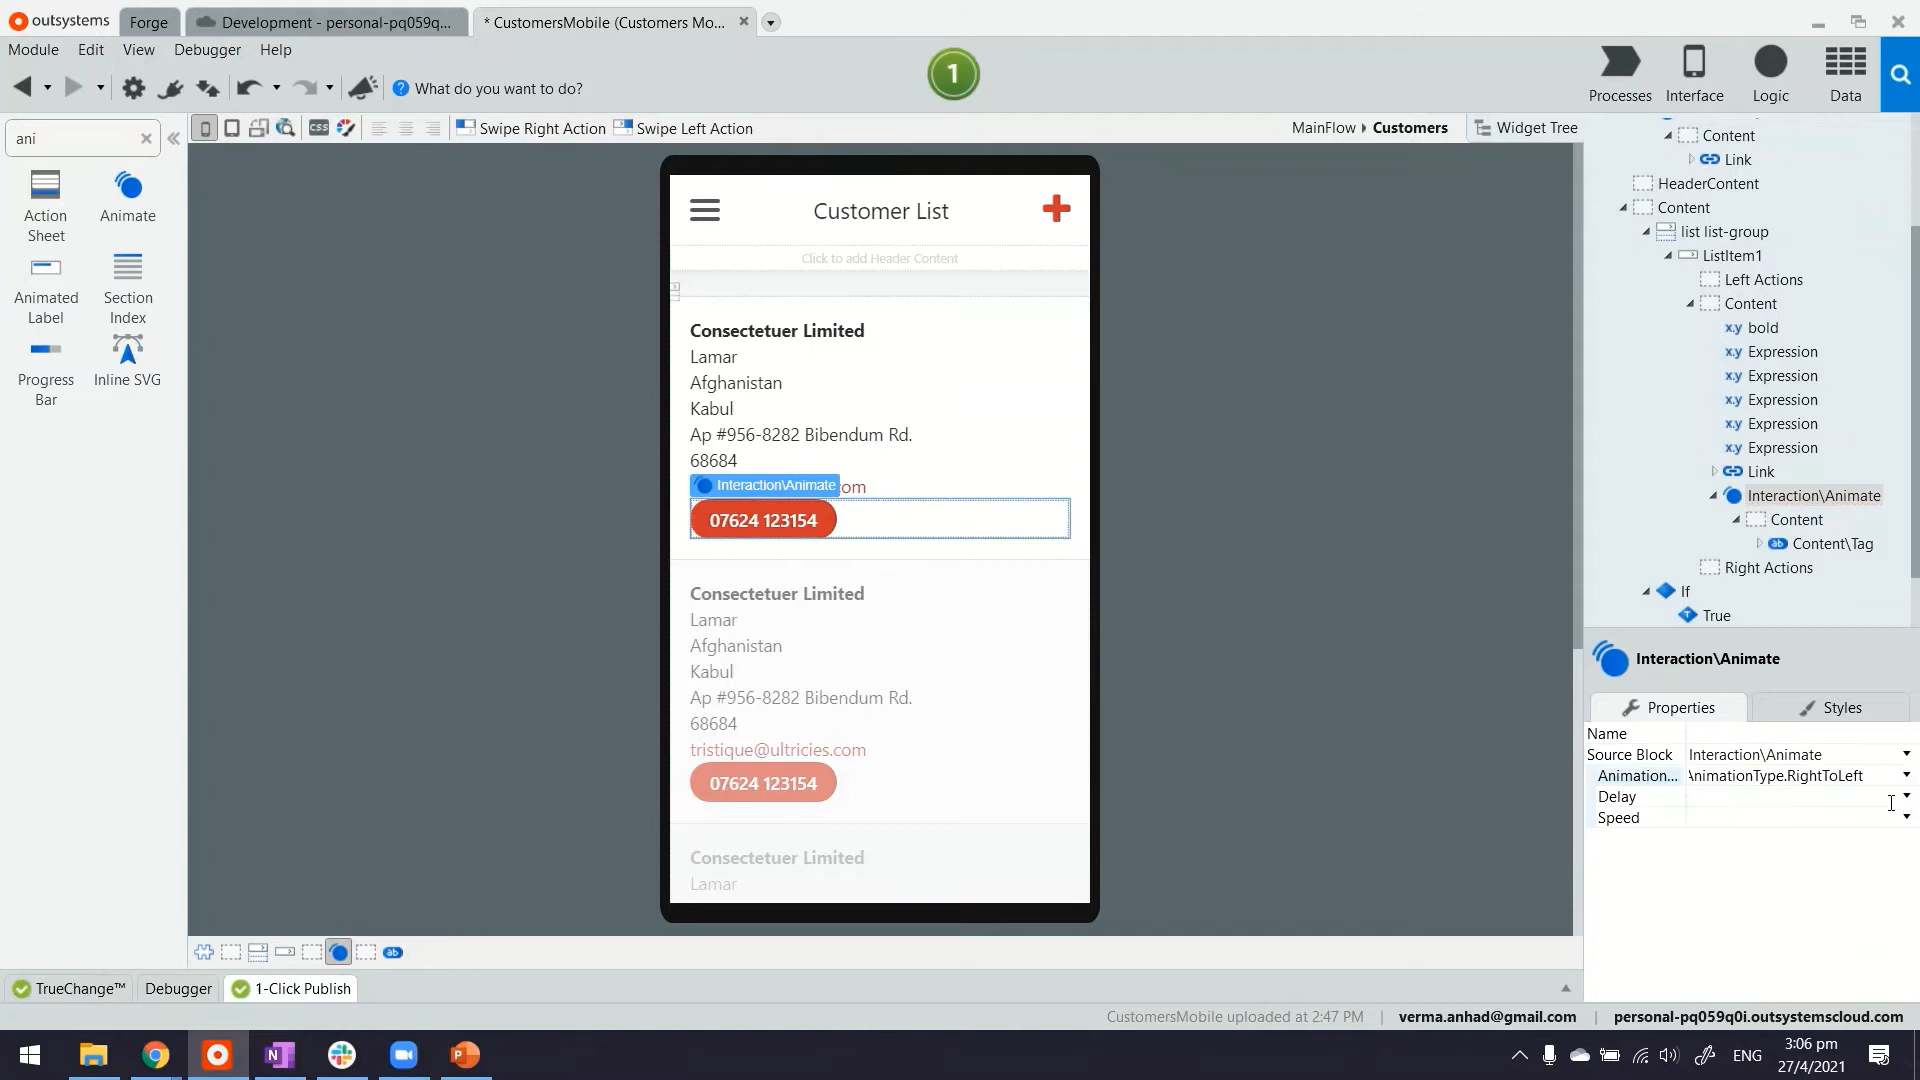 outsystems
Forge
Development - personal-pq059q...
* CustomersMobile (Customers Mo...
Module
Edit
View
Debugger
Help
What do you want to do?
1
Processes
Interface
Logic
Data
ani
CSS
Swipe Right Action
Swipe Left Action
MainFlow
Customers
Widget Tree
Action
Sheet
Animate
Animated
Label
Section
Index
Progress
Bar
Inline SVG
Customer List
Click to add Header Content
Consectetuer Limited
Lamar
Afghanistan
Kabul
Ap #956-8282 Bibendum Rd.
68684
Interaction\Animate
om
07624 123154
Consectetuer Limited
Lamar
Afghanistan
Kabul
Ap #956-8282 Bibendum Rd.
68684
tristique@ultricies.com
07624 123154
Consectetuer Limited
Lamar
Content
Link
HeaderContent
Content
list list-group
ListItem1
Left Actions
Content
x.y bold
x.y Expression
x.y Expression
x.y Expression
x.y Expression
x.y Expression
Link
Interaction\Animate
Content
ab Content\Tag
Right Actions
If
True
Interaction\Animate
Properties
Styles
Name
Source Block Interaction\Animate
Animation... AnimationType.RightToLeft
Delay
Speed
ab
TrueChange™
Debugger
1-Click Publish
CustomersMobile uploaded at 2:47 PM
verma.anhad@gmail.com
personal-pq059q0i.outsystemscloud.com
ENG
3:06 pm
27/4/2021